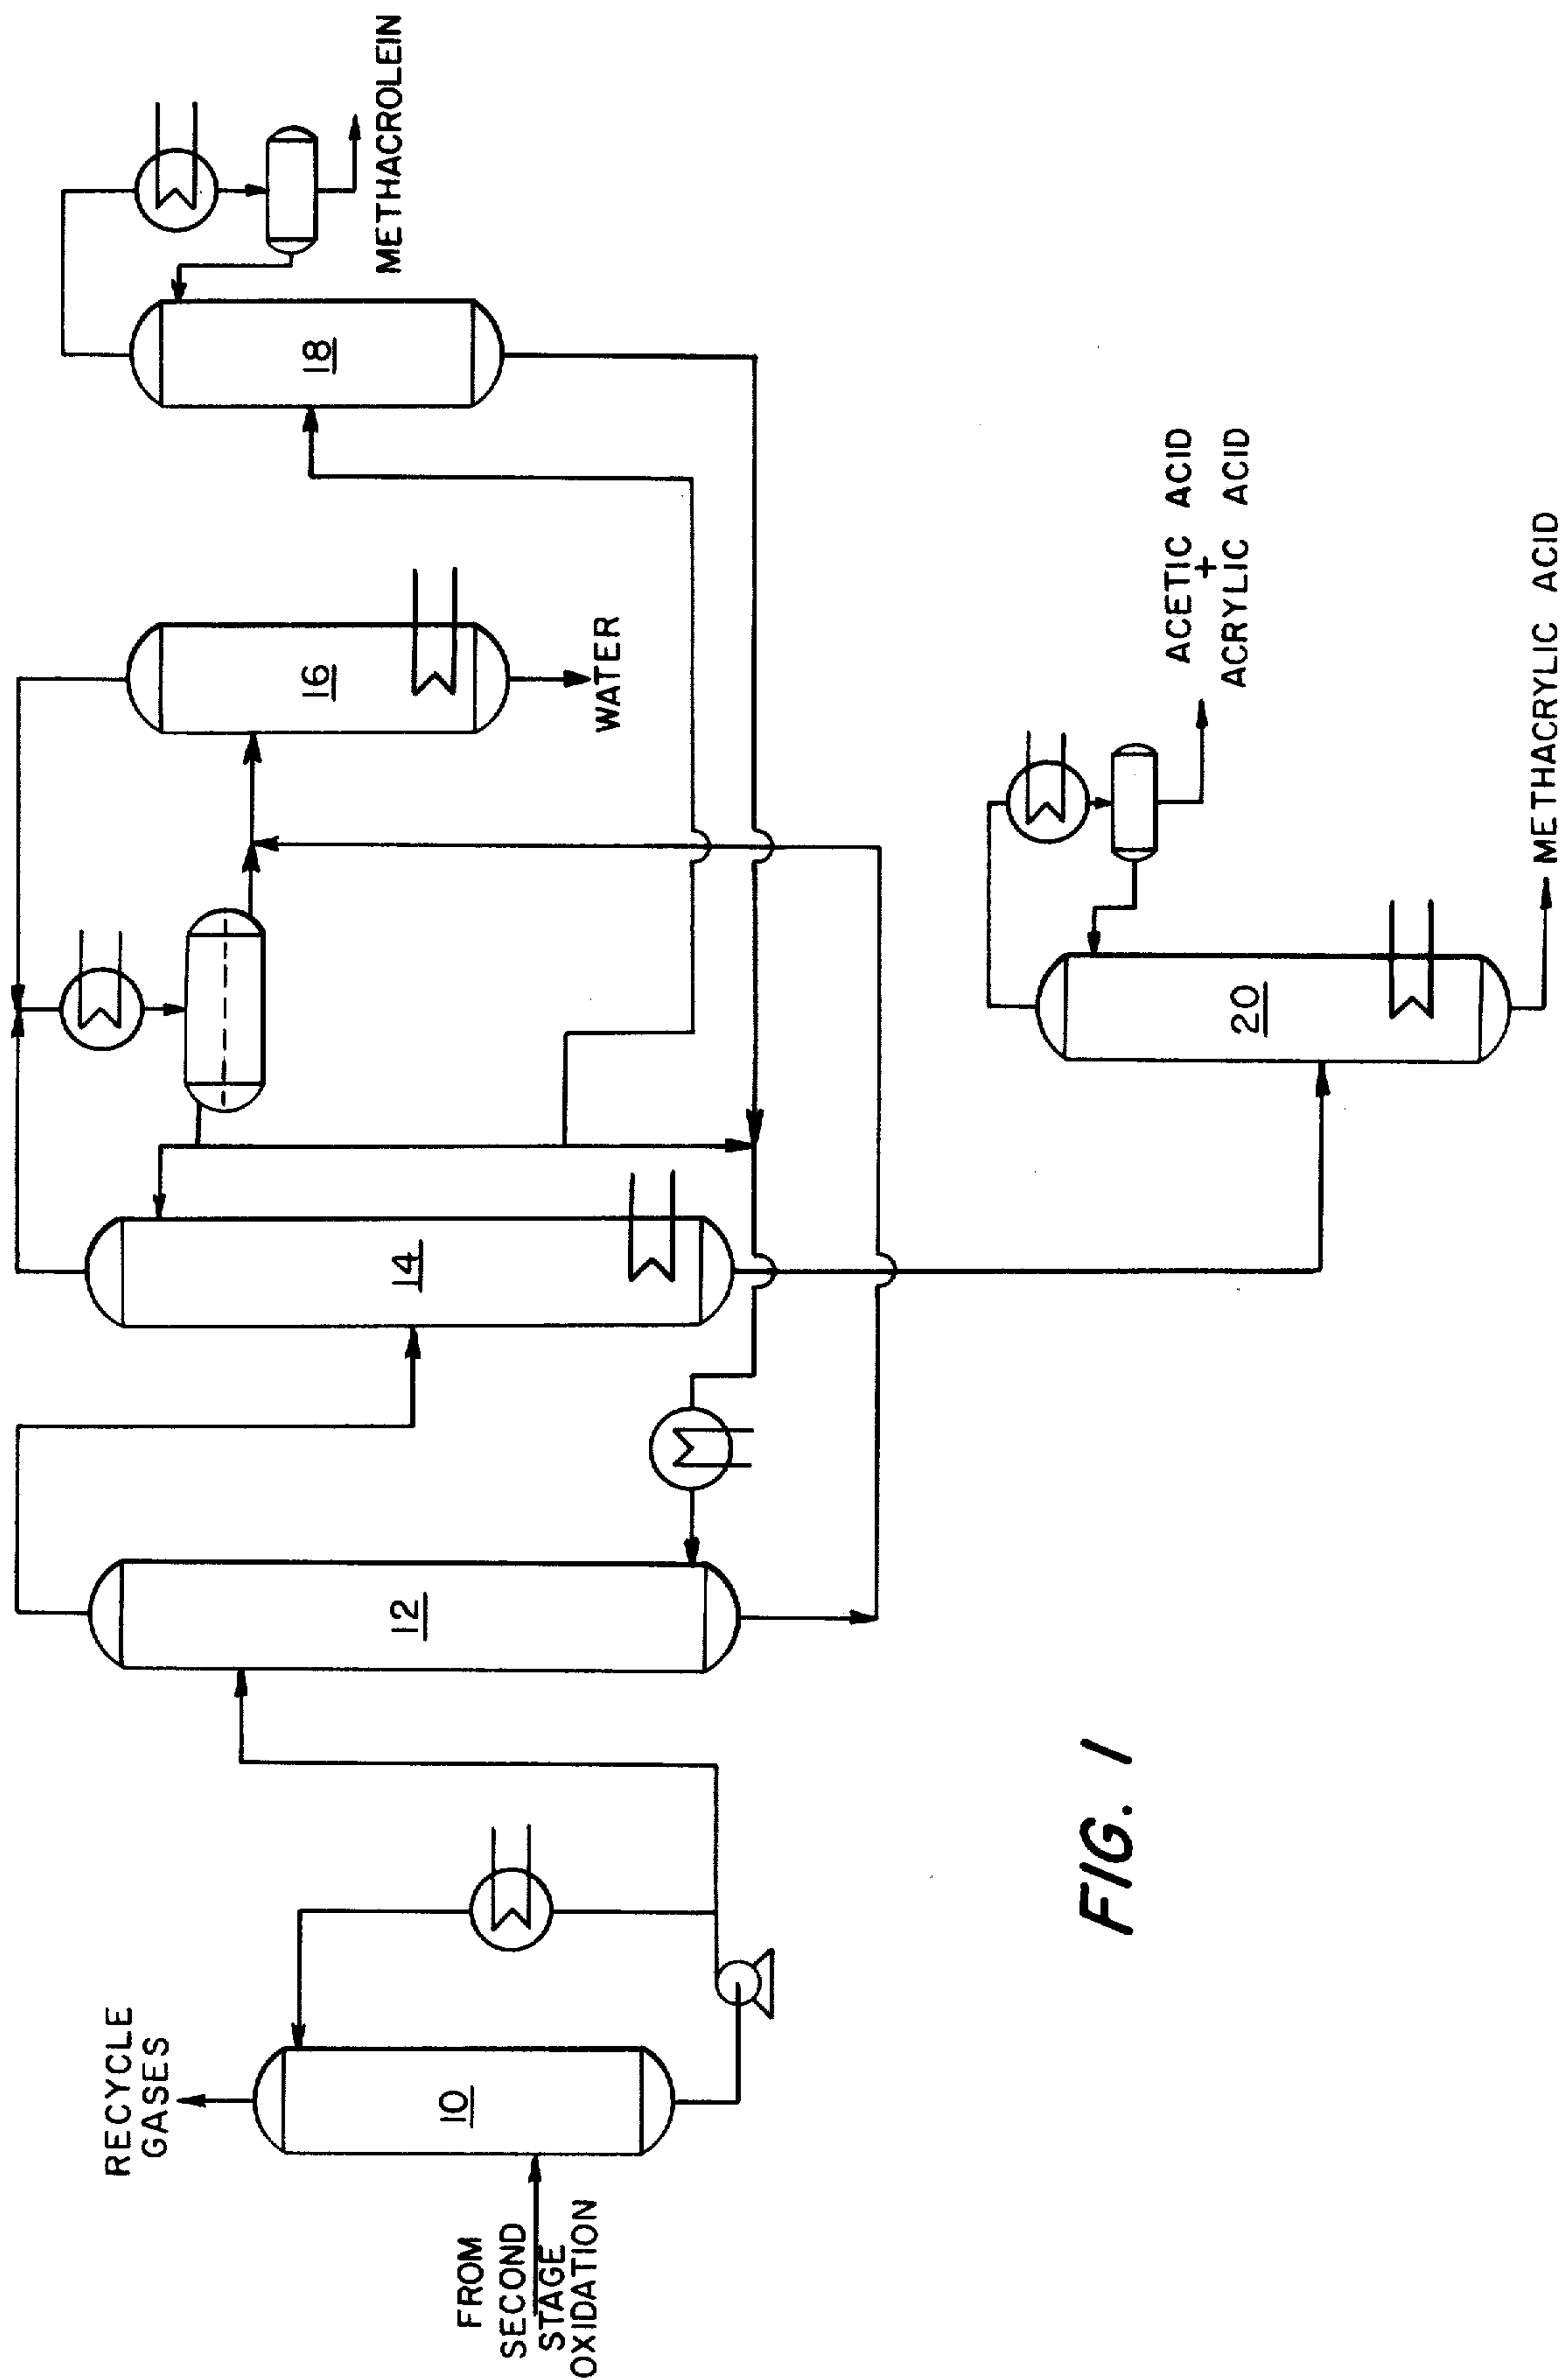 RECYCLE
GASES
FROM
SECOND
STAGE
OXIDATION
10
12
14
16
WATER
18
METHACROLEIN
20
ACETIC ACID
+
ACRYLIC ACID
METHACRYLIC ACID
FIG. 1